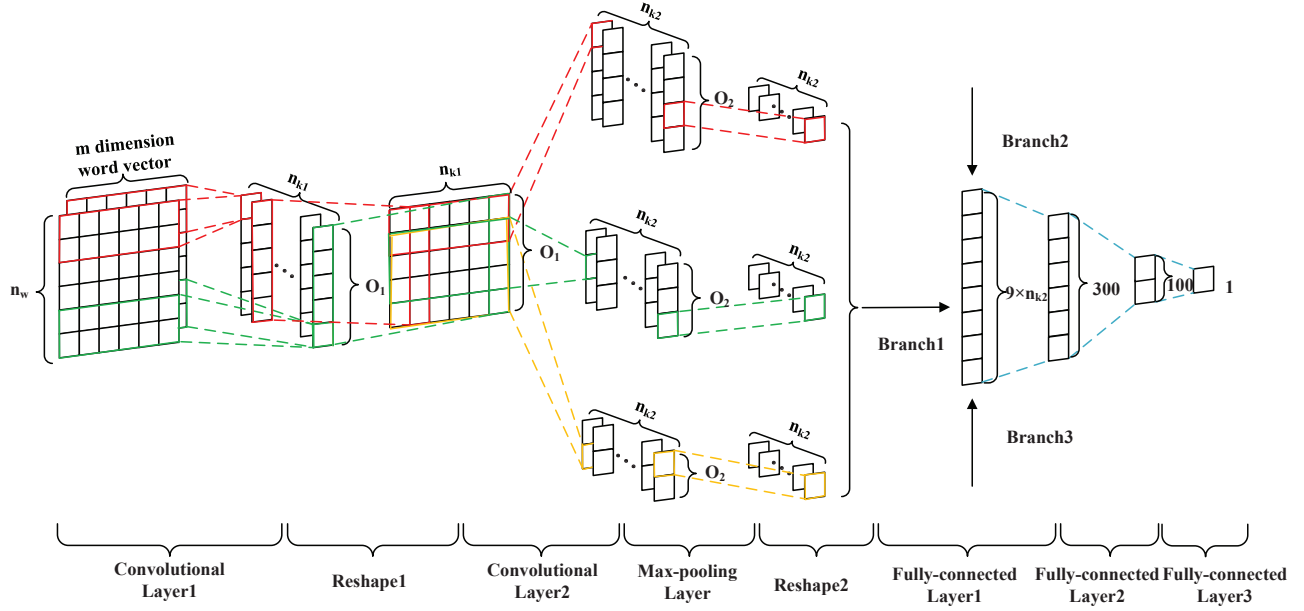 n_k2
O_2
n_k2
m dimension
word vector
n_k1
n_k1
n_w
O_1
O_1
n_k2
O_2
n_k2
n_k2
O_2
n_k2
Branch2
Branch1
Branch3
9×n_k2
300
100
1
Convolutional
Layer1
Reshape1
Convolutional
Layer2
Max-pooling
Layer
Reshape2
Fully-connected
Layer1
Fully-connected
Layer2
Fully-connected
Layer3